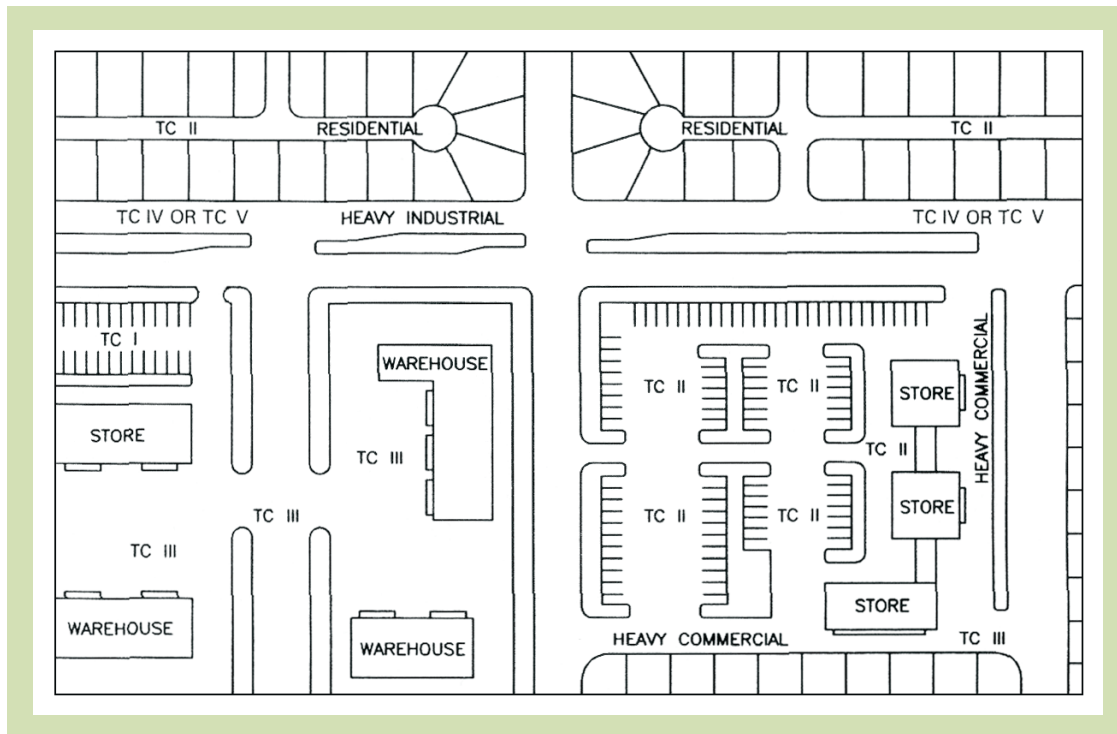 TC II
RESIDENTIAL
RESIDENTIAL
TC II
TC IV OR TC V
HEAVY INDUSTRIAL
TC IV OR TC V
TC I
STORE
TC III
WAREHOUSE
TC III
WAREHOUSE
TC III
WAREHOUSE
TC II
TC II
TC II
TC II
TC II
STORE
STORE
STORE
HEAVY COMMERCIAL
HEAVY COMMERCIAL
TC III